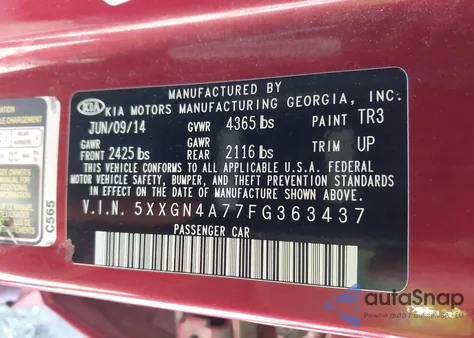 MANUFACTURED BY
KIA KIA MOTORS MANUFACTURING GEORGIA, INC.
JUN/09/14 GVWR 4365 lbs PAINT TR3
GAWR FRONT 2425 lbs GAWR REAR 2116 lbs TRIM UP
THIS VEHICLE CONFORMS TO ALL APPLICABLE U.S.A. FEDERAL
MOTOR VEHICLE SAFETY, BUMPER, AND THEFT PREVENTION STANDARDS
IN EFFECT ON THE DATE OF MANUFACTURE SHOWN ABOVE.
V.I.N. 5XXGN4A77FG363437
PASSENGER CAR
C565
autoSnap